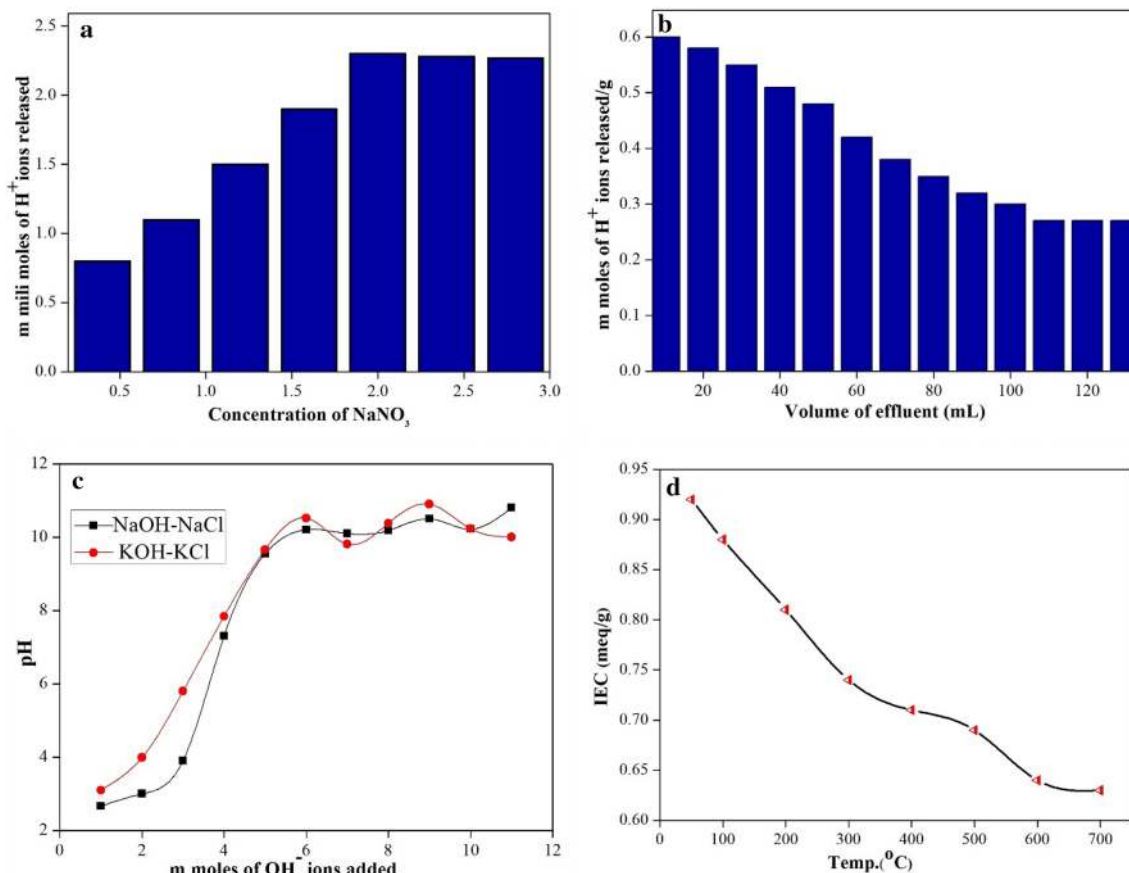 a
m mili moles of H+ ions released
2.5
2.0
1.5
1.0
0.5
0.0
0.5 1.0 1.5 2.0 2.5 3.0
Concentration of NaNO3
b
m moles of H+ ions released/g
0.6
0.5
0.4
0.3
0.2
0.1
0.0
20 40 60 80 100 120
Volume of effluent (mL)
c
pH
12
10
8
6
4
2
NaOH-NaCl
KOH-KCl
0 2 4 6 8 10 12
m moles of OH- ions added
d
IEC (meq/g)
0.95
0.90
0.85
0.80
0.75
0.70
0.65
0.60
0 100 200 300 400 500 600 700
Temp.(oC)